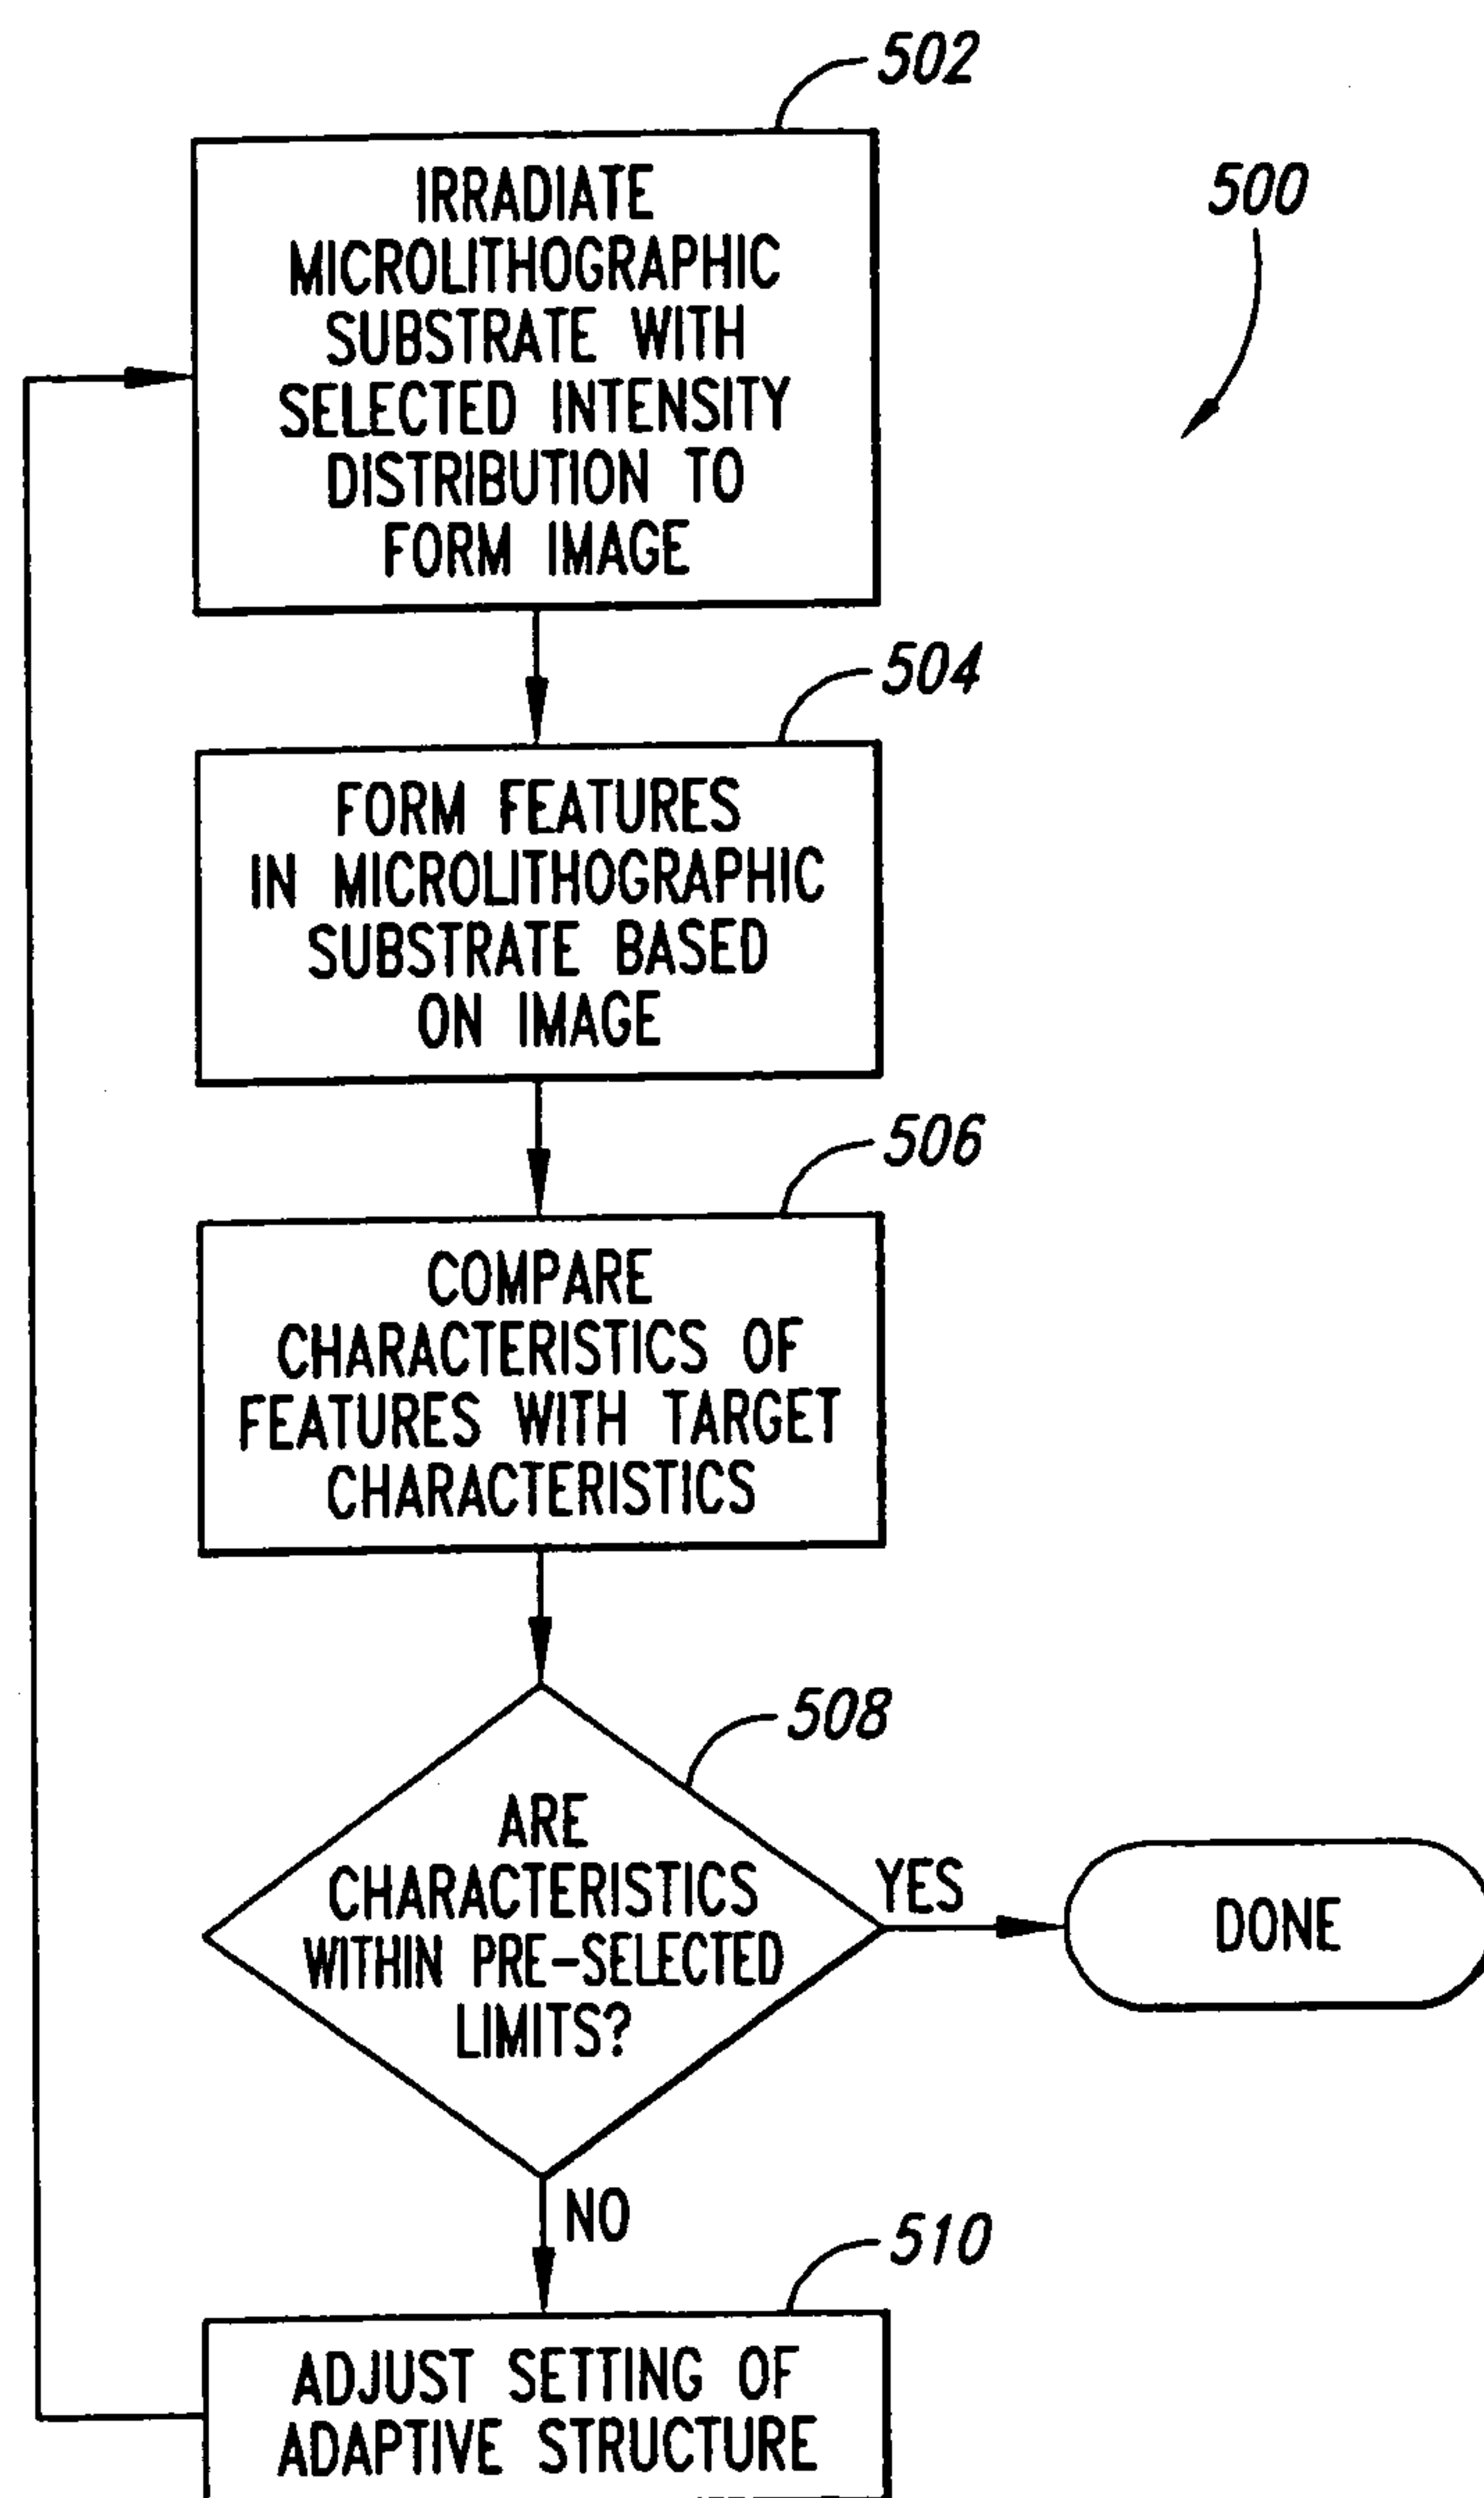 502
500
IRRADIATE
MICROLITHOGRAPHIC
SUBSTRATE WITH
SELECTED INTENSITY
DISTRIBUTION TO
FORM IMAGE
504
FORM FEATURES
IN MICROLITHOGRAPHIC
SUBSTRATE BASED
ON IMAGE
506
COMPARE
CHARACTERISTICS OF
FEATURES WITH TARGET
CHARACTERISTICS
508
ARE
CHARACTERISTICS
WITHIN PRE-SELECTED
LIMITS?
YES
DONE
NO
510
ADJUST SETTING OF
ADAPTIVE STRUCTURE